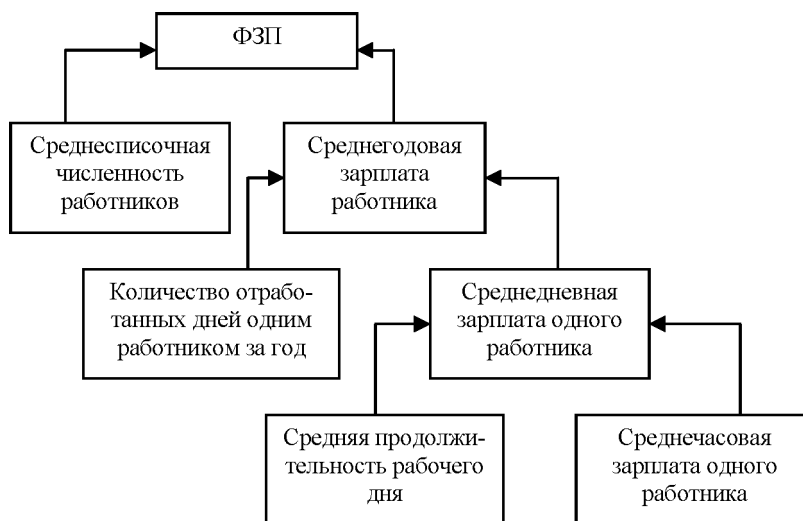 ФЗП
Среднесписочная
численность
работников
Среднегодовая
зарплата
работника
Количество отрабо-
танных дней одним
работником за год
Среднедневная
зарплата одного
работника
Средняя продолжи-
тельность рабочего
дня
Среднечасовая
зарплата одного
работника